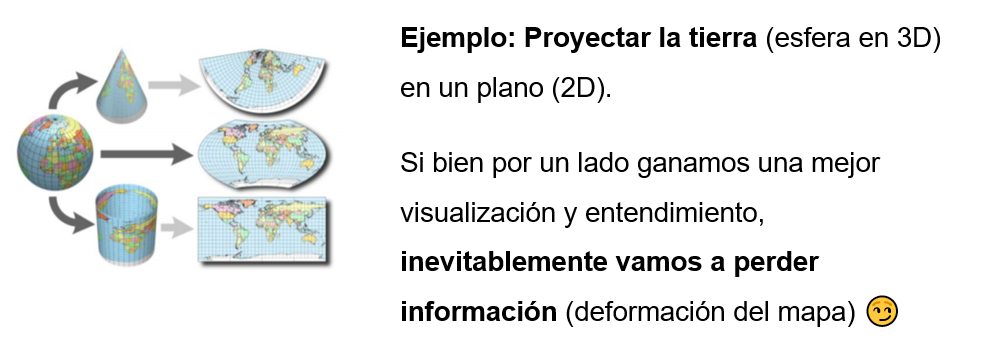 Ejemplo: Proyectar la tierra (esfera en 3D)
en un plano (2D).
Si bien por un lado ganamos una mejor
visualización y entendimiento,
inevitablemente vamos a perder
información (deformación del mapa) 😏